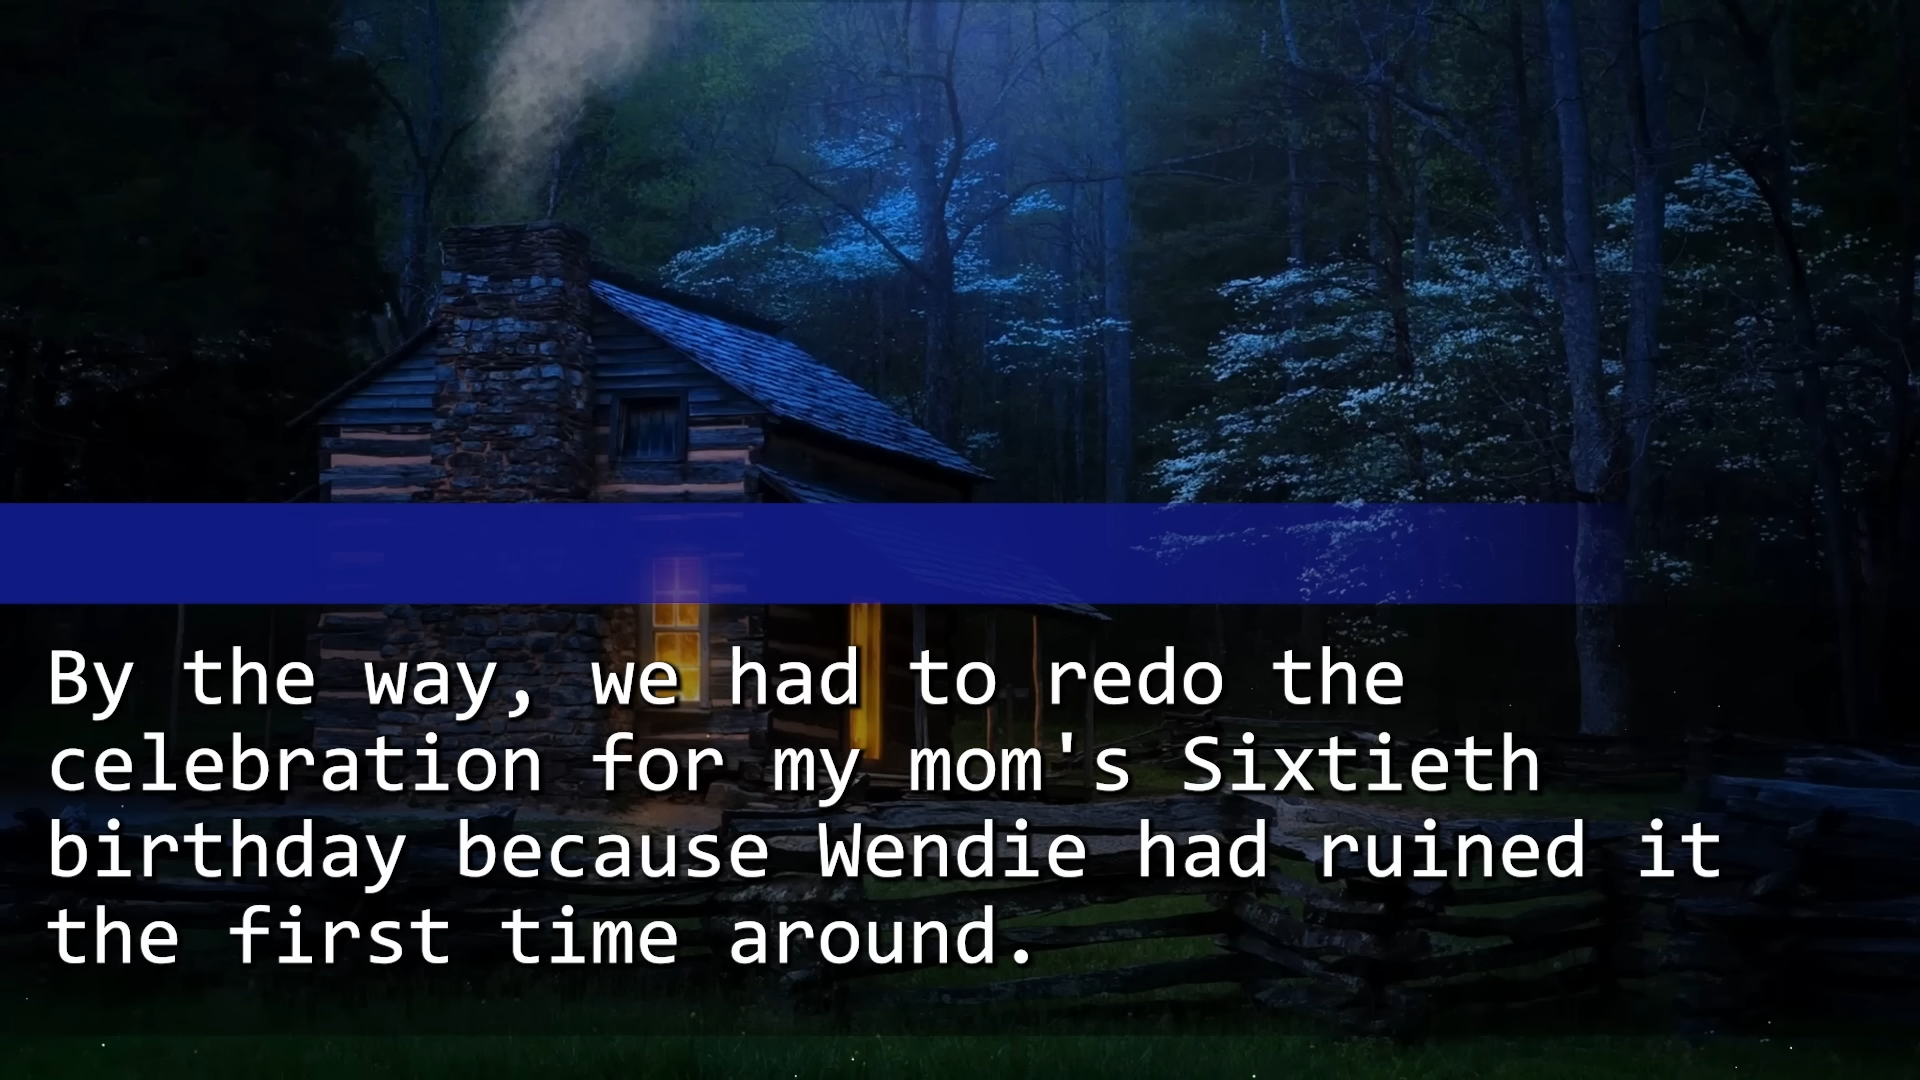 By the way, we had to redo the
celebration for my mom's Sixtieth
birthday because Wendie had ruined it
the first time around.